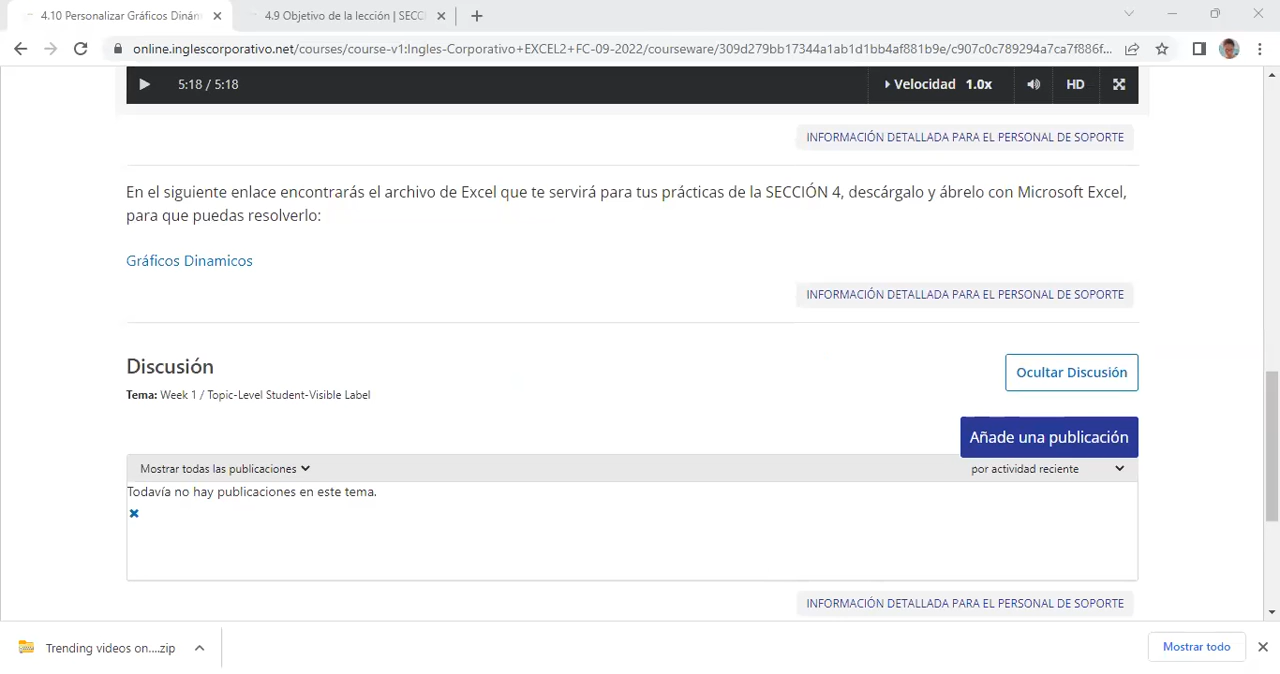 4.10 Personalizar Gráficos Dinám
4.9 Objetivo de la lección | SECC
online.inglescorporativo.net/courses/course-v1:Ingles-Corporativo+EXCEL2+FC-09-2022/courseware/309d279bb17344a1ab1d1bb4af881b9e/c907c0c789294a7ca7f886f...
5:18 / 5:18
Velocidad 1.0x
HD
INFORMACIÓN DETALLADA PARA EL PERSONAL DE SOPORTE
En el siguiente enlace encontrarás el archivo de Excel que te servirá para tus prácticas de la SECCIÓN 4, descárgalo y ábrelo con Microsoft Excel,
para que puedas resolverlo:
Gráficos Dinamicos
INFORMACIÓN DETALLADA PARA EL PERSONAL DE SOPORTE
Discusión
Ocultar Discusión
Tema: Week 1 / Topic-Level Student-Visible Label
Añade una publicación
Mostrar todas las publicaciones
por actividad reciente
Todavía no hay publicaciones en este tema.
INFORMACIÓN DETALLADA PARA EL PERSONAL DE SOPORTE
Trending videos on....zip
Mostrar todo